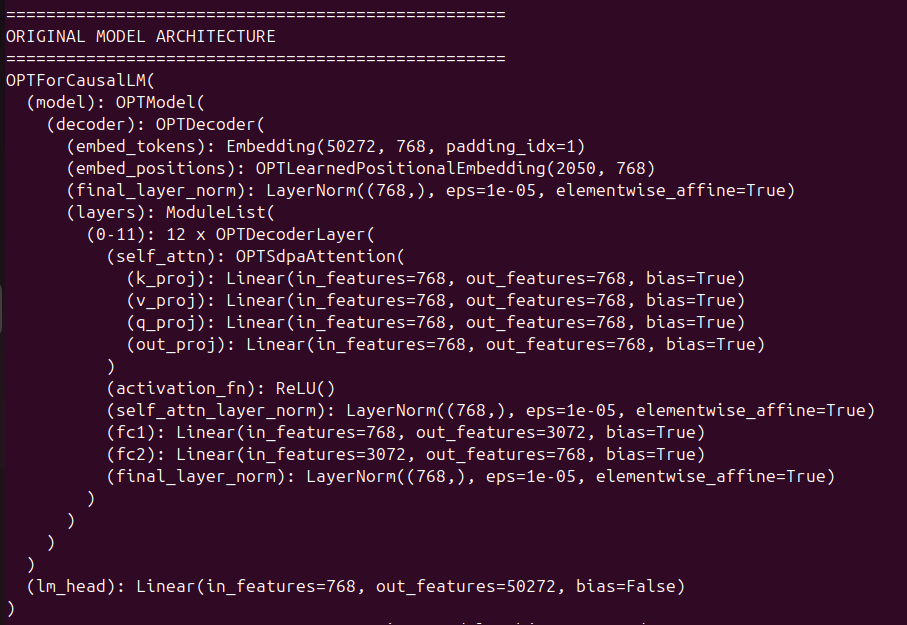 ==================================================
ORIGINAL MODEL ARCHITECTURE
==================================================
OPTForCausalLM(
  (model): OPTModel(
    (decoder): OPTDecoder(
      (embed_tokens): Embedding(50272, 768, padding_idx=1)
      (embed_positions): OPTLearnedPositionalEmbedding(2050, 768)
      (final_layer_norm): LayerNorm((768,), eps=1e-05, elementwise_affine=True)
      (layers): ModuleList(
        (0-11): 12 x OPTDecoderLayer(
          (self_attn): OPTSdpaAttention(
            (k_proj): Linear(in_features=768, out_features=768, bias=True)
            (v_proj): Linear(in_features=768, out_features=768, bias=True)
            (q_proj): Linear(in_features=768, out_features=768, bias=True)
            (out_proj): Linear(in_features=768, out_features=768, bias=True)
          )
          (activation_fn): ReLU()
          (self_attn_layer_norm): LayerNorm((768,), eps=1e-05, elementwise_affine=True)
          (fc1): Linear(in_features=768, out_features=3072, bias=True)
          (fc2): Linear(in_features=3072, out_features=768, bias=True)
          (final_layer_norm): LayerNorm((768,), eps=1e-05, elementwise_affine=True)
        )
      )
    )
  )
  (lm_head): Linear(in_features=768, out_features=50272, bias=False)
)